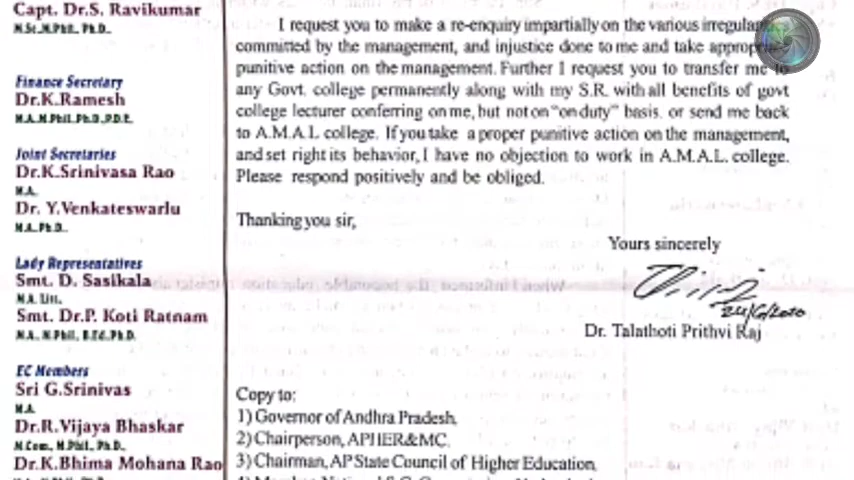 Capt. Dr.S. Ravikumar
M.Sc.,M.Phil., Ph.D.,
Finance Secretary
Dr.K.Ramesh
M.A.,M.Phil.,Ph.D.,P.D.E.
Joint Secretaries
Dr.K.Srinivasa Rao
M.A.
Dr. Y.Venkateswarlu
M.A.,Ph.D.,
Lady Representatives
Smt. D. Sasikala
M.A. Litt.
Smt. Dr.P. Koti Ratnam
M.A., M.Phil., B.Ed.,Ph.D.
EC Members
Sri G.Srinivas
M.A.
Dr.R.Vijaya Bhaskar
M.Com., M.Phil., Ph.D.,
Dr.K.Bhima Mohana Rao
I request you to make a re-enquiry impartially on the various
committed by the management, and injustice done to me and take
punitive action on the management. Further I request you to transfer me to
any Govt. college permanently along with my S.R. with all benefits of govt
college lecturer conferring on me, but not on "on duty" basis. or send me back
to A.M.A.L college. If you take a proper punitive action on the management,
and set right its behavior, I have no objection to work in A.M.A.L. college.
Please respond positively and be obliged.
Thanking you sir,
Yours sincerely
24/6/2020
Dr. Talathoti Prithvi Raj
Copy to:
1) Governor of Andhra Pradesh,
2) Chairperson, APHER&MC.
3) Chairman, AP State Council of Higher Education,